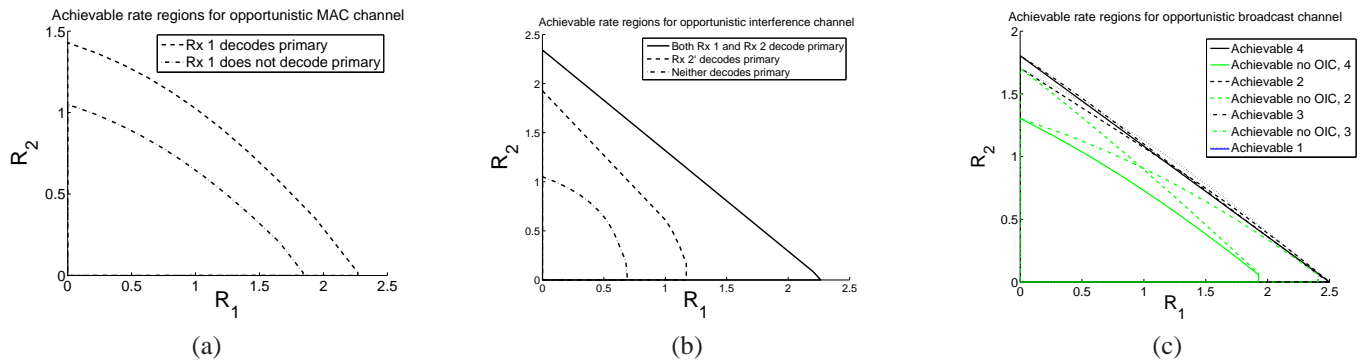 Achievable rate regions for opportunistic MAC channel
1.5
1
0.5
0
R2
Rx 1 decodes primary
Rx 1 does not decode primary
0 0.5 1 1.5 2 2.5
R1
(a)
Achievable rate regions for opportunistic interference channel
2.5
2
1.5
1
0.5
0
R2
Both Rx 1 and Rx 2 decode primary
Rx 2' decodes primary
Neither decodes primary
0 0.5 1 1.5 2 2.5
R1
(b)
Achievable rate regions for opportunistic broadcast channel
2
1.5
1
0.5
0
R2
Achievable 4
Achievable no OIC, 4
Achievable 2
Achievable no OIC, 2
Achievable 3
Achievable no OIC, 3
Achievable 1
0 0.5 1 1.5 2 2.5
R1
(c)